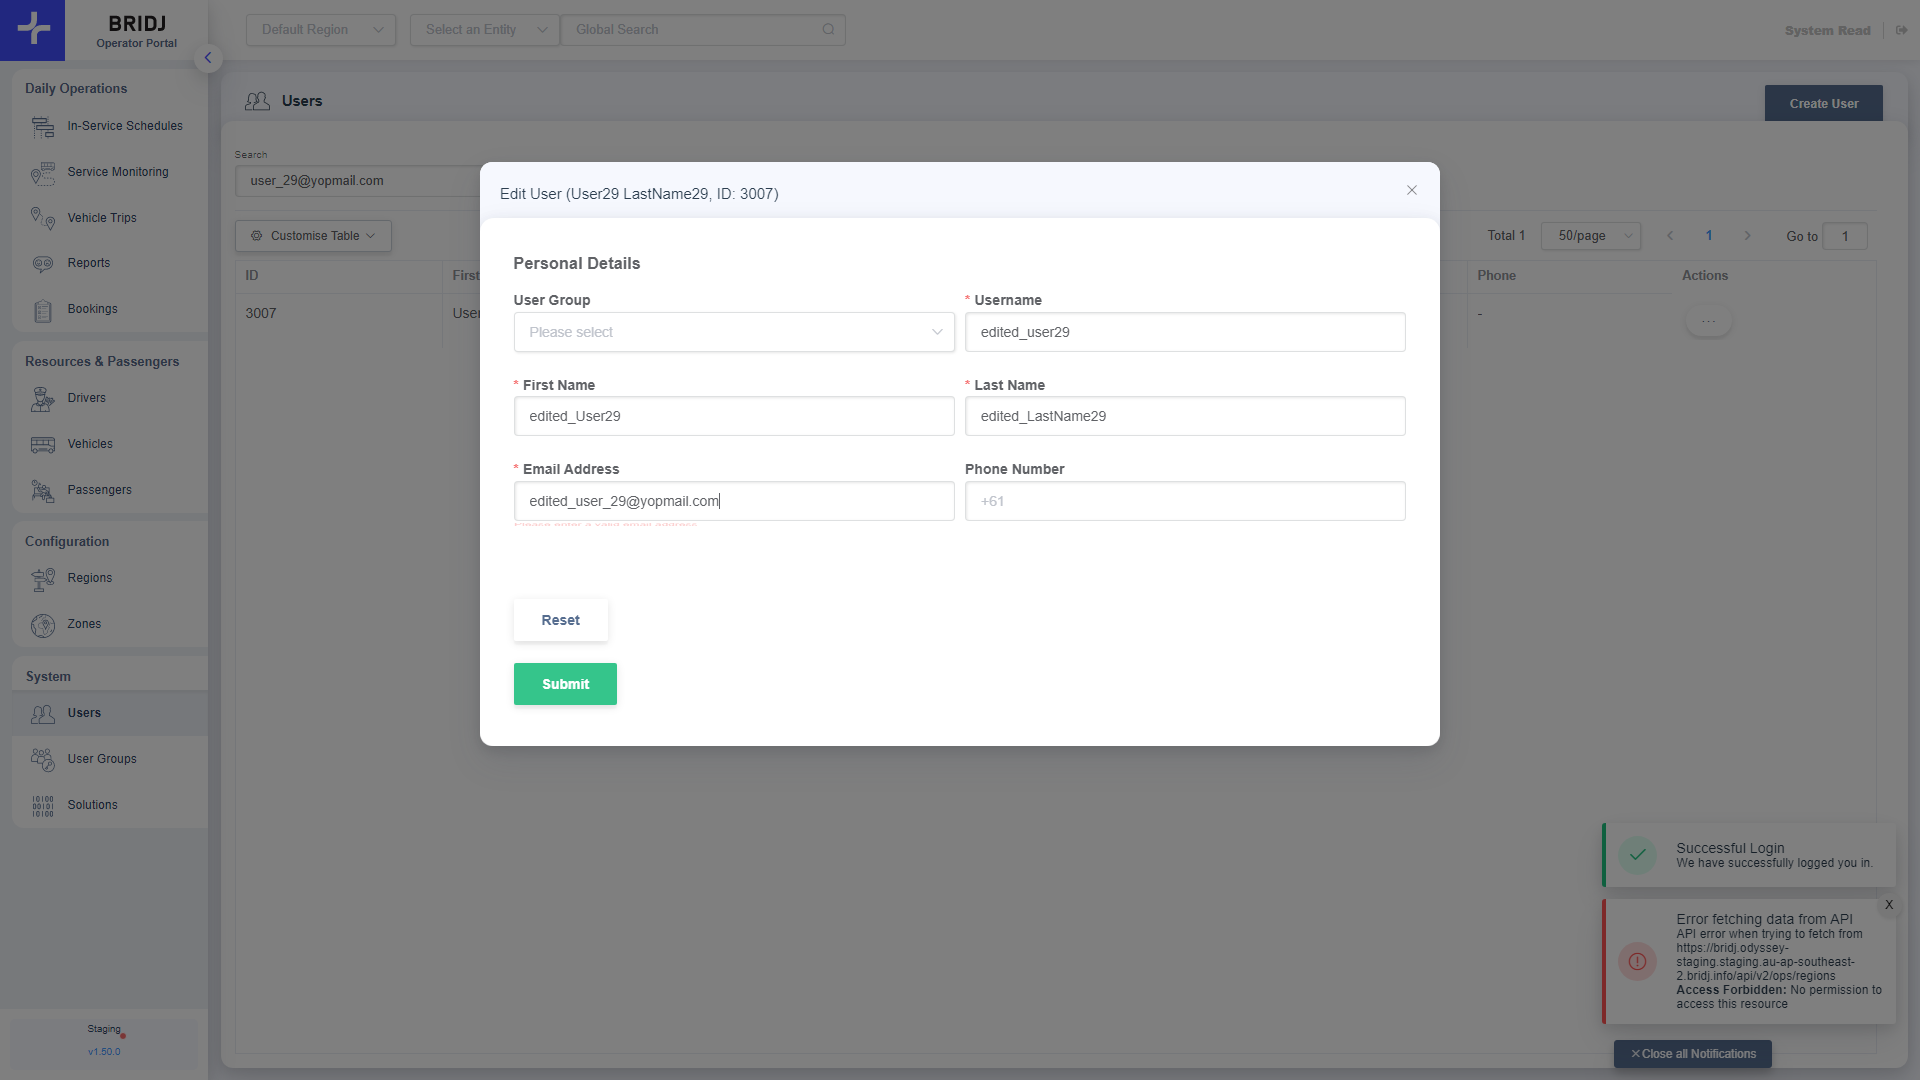 BRIDJ
Operator Portal
Default Region
Select an Entity
Global Search
System Read
Daily Operations
In-Service Schedules
Service Monitoring
Vehicle Trips
Reports
Bookings
Resources & Passengers
Drivers
Vehicles
Passengers
Configuration
Regions
Zones
System
Users
User Groups
Solutions
Staging
v1.50.0
Users
Create User
Search
user_29@yopmail.com
Customise Table
Total 1
50/page
1
Go to
1
ID
First
Phone
Actions
3007
User
-
...
Edit User (User29 LastName29, ID: 3007)
Personal Details
User Group
* Username
Please select
edited_user29
* First Name
* Last Name
edited_User29
edited_LastName29
* Email Address
Phone Number
edited_user_29@yopmail.com
+61
Please enter a valid email address
Reset
Submit
Successful Login
We have successfully logged you in.
X
Error fetching data from API
API error when trying to fetch from
https://bridj.odyssey-
staging.staging.au-ap-southeast-
2.bridj.info/api/v2/ops/regions
Access Forbidden: No permission to
access this resource
Close all Notifications